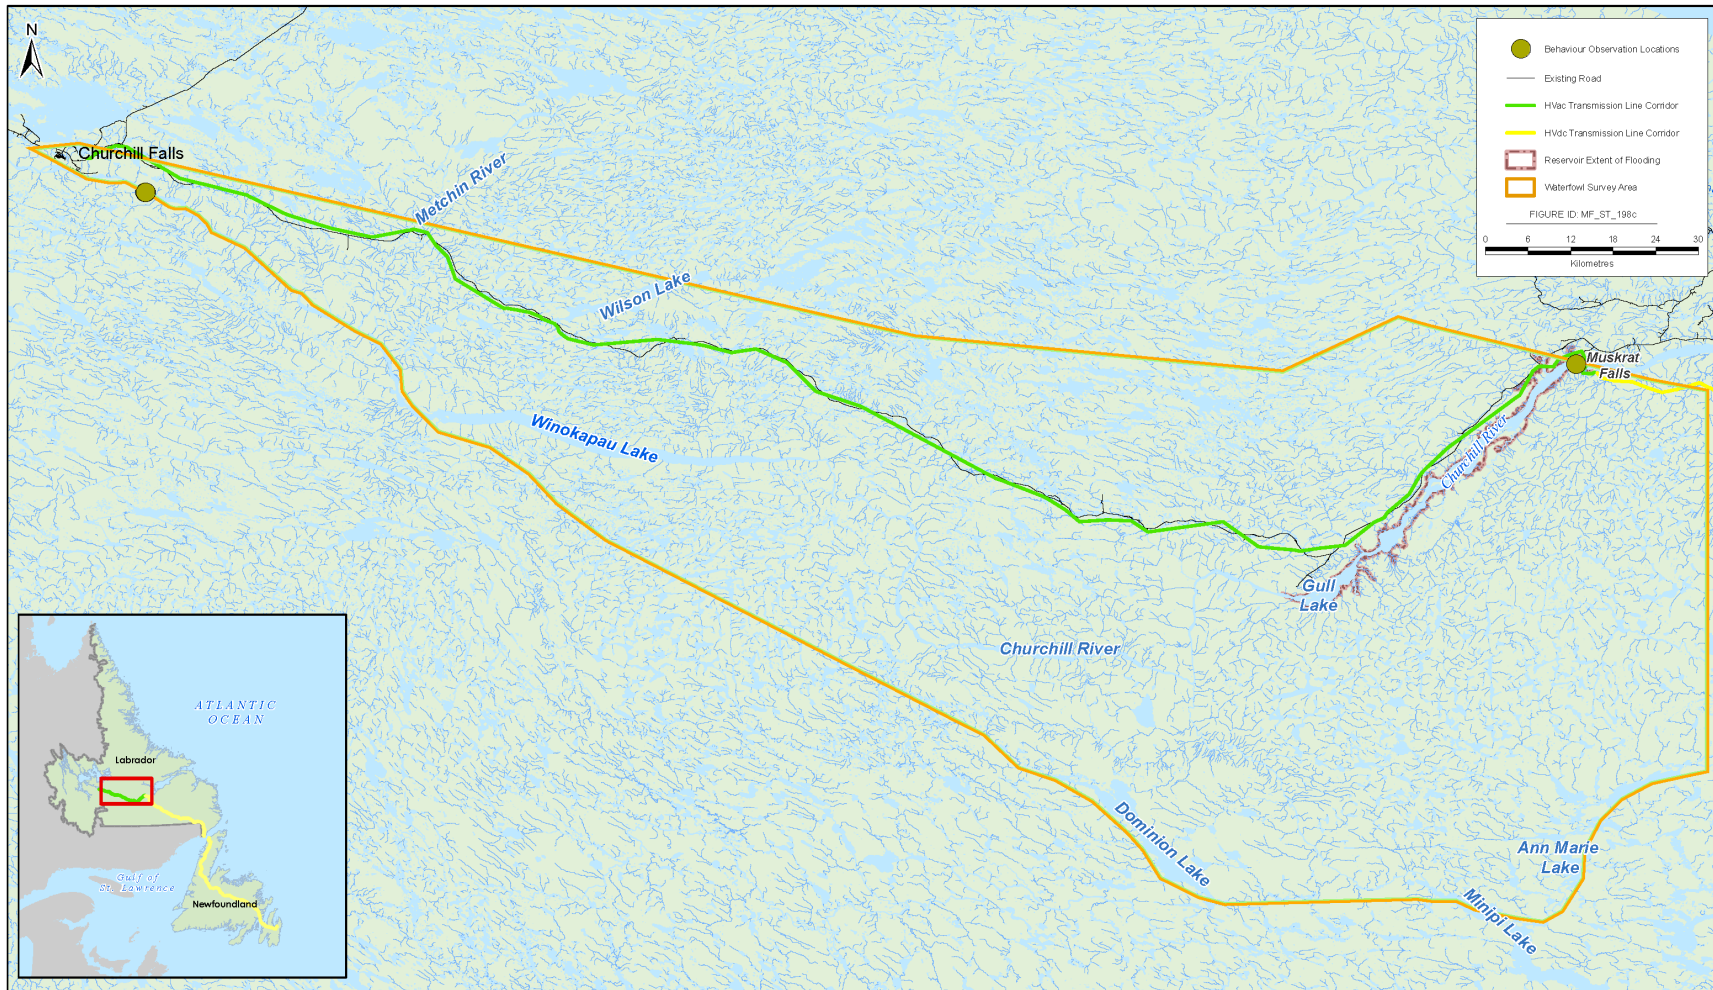 N
Behaviour Observation Locations
Existing Road
HVac Transmission Line Corridor
HVdc Transmission Line Corridor
Reservoir Extent of Flooding
Waterfowl Survey Area
FIGURE ID: MF_ST_198c
0 6 12 18 24 30
Kilometres
Churchill Falls
Metchin River
Wilson Lake
Winokapau Lake
Muskrat
Falls
Churchill River
Gull
Lake
Churchill River
Dominion Lake
Ann Marie
Lake
Minipi Lake
ATLANTIC
OCEAN
Labrador
Gulf of
St. Lawrence
Newfoundland